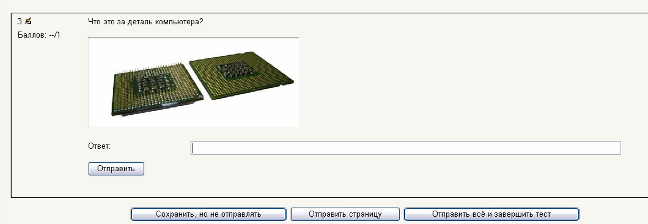 3 Что это за деталь компьютера?
Баллов: --/1
Ответ:
Отправить
Сохранить, но не отправлять Отправить страницу Отправить всё и завершить тест